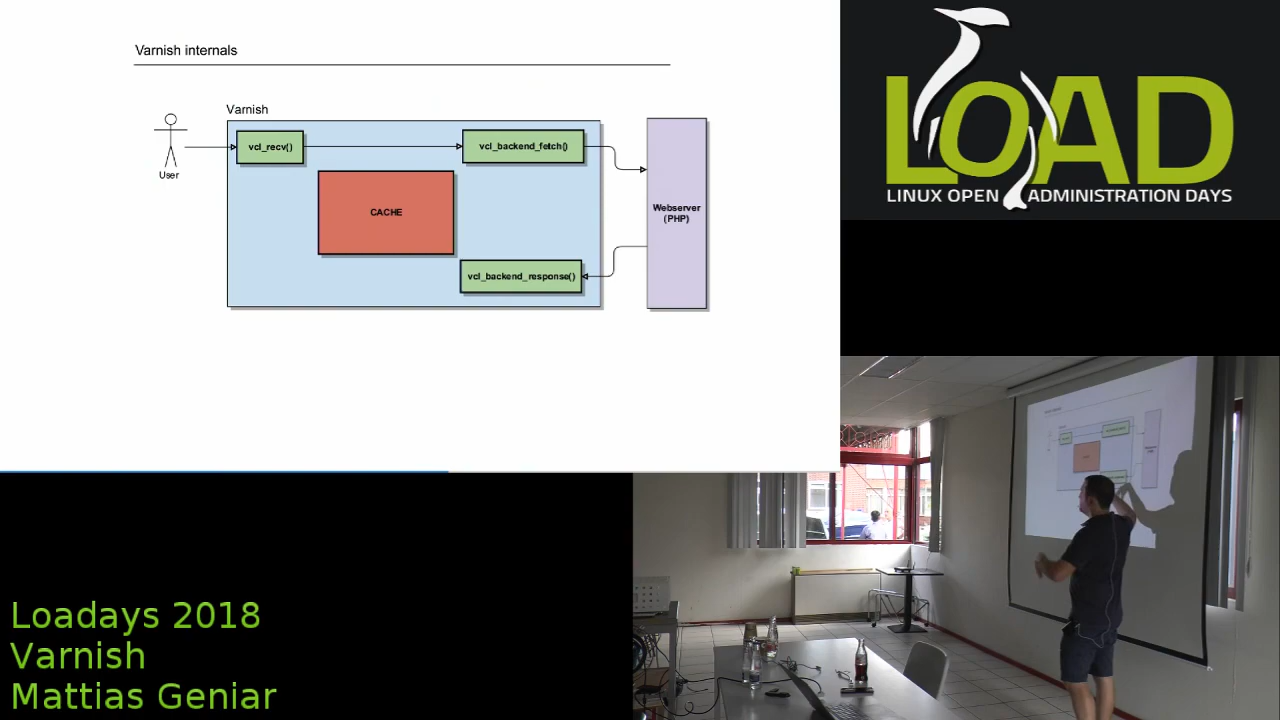 Varnish internals
Varnish
User
vcl_recv()
vcl_backend_fetch()
CACHE
Webserver
(PHP)
vcl_backend_response()
LOAD
LINUX OPEN ADMINISTRATION DAYS
Loadays 2018
Varnish
Mattias Geniar